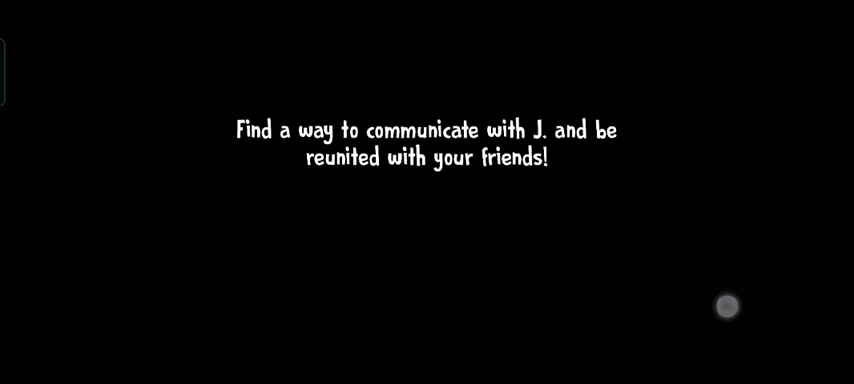 Find a way to communicate with J. and be
reunited with your friends!